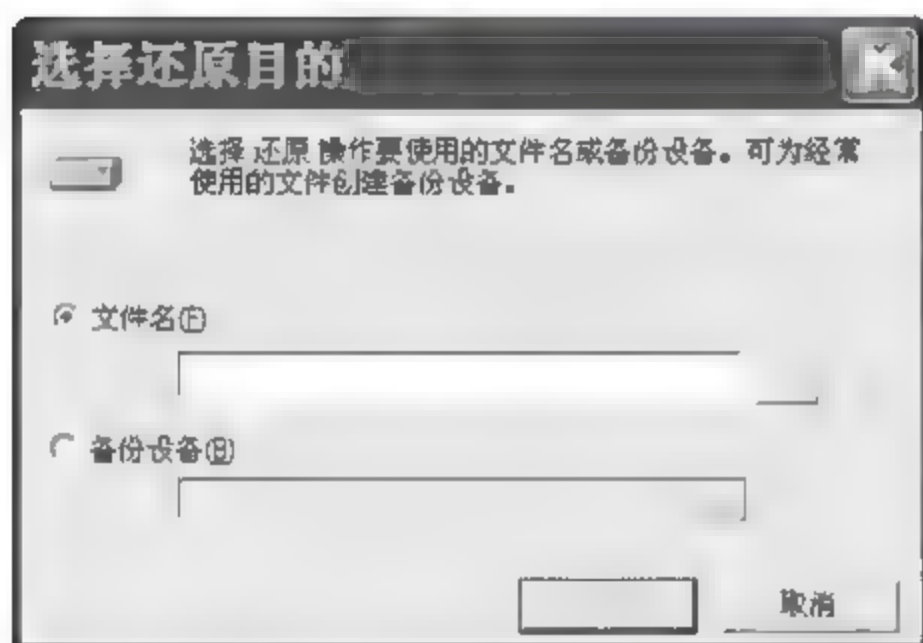 选择还原目的
选择 还原 操作要使用的文件名或备份设备。可为经常
使用的文件创建备份设备。
文件名(F)
备份设备(B)
取消